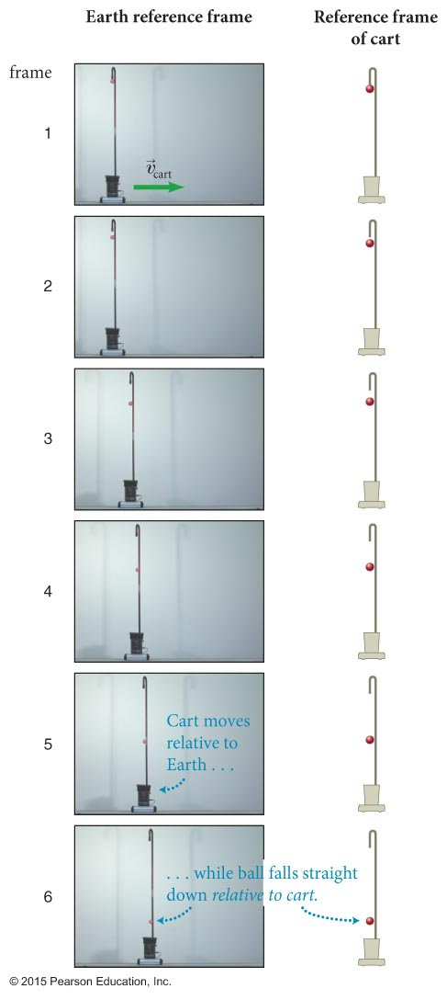 Earth reference frame
Reference frame
of cart
frame
1
v⃗cart
2
3
4
5
Cart moves
relative to
Earth . . .
6
. . . while ball falls straight
down relative to cart.
© 2015 Pearson Education, Inc.